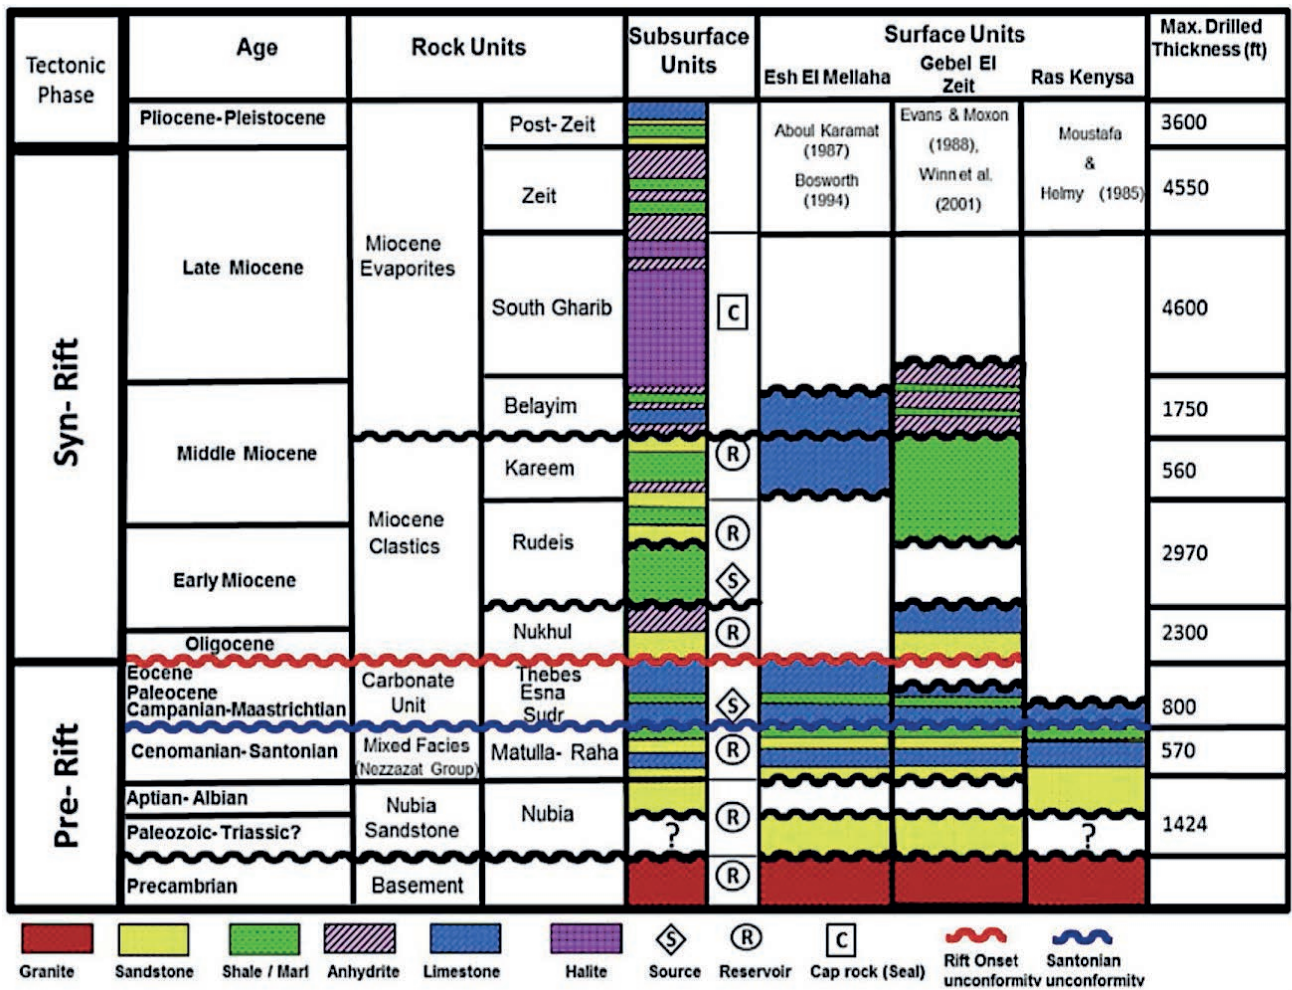 Tectonic
Phase
Age
Rock Units
Subsurface
Units
Surface Units
Esh El Mellaha
Gebel El
Zeit
Ras Kenysa
Max. Drilled
Thickness (ft)
Pliocene-Pleistocene
Post-Zeit
Aboul Karamat
(1987)
Bosworth
(1994)
Evans & Moxon
(1988),
Winn et al.
(2001)
Moustafa
&
Helmy (1985)
3600
Syn- Rift
Late Miocene
Miocene
Evaporites
Zeit
4550
South Gharib
C
4600
Belayim
1750
Middle Miocene
Miocene
Clastics
Kareem
R
560
Rudeis
R
S
2970
Early Miocene
Oligocene
Nukhul
R
2300
Pre- Rift
Eocene
Paleocene
Campanian-Maastrichtian
Carbonate
Unit
Thebes
Esna
Sudr
S
800
Cenomanian-Santonian
Mixed Facies
(Nezzazat Group)
Matulla- Raha
R
570
Aptian- Albian
Paleozoic-Triassic?
Nubia
Sandstone
Nubia
?
R
?
1424
Precambrian
Basement
R
Granite
Sandstone
Shale / Marl
Anhydrite
Limestone
Halite
S
Source
R
Reservoir
C
Cap rock (Seal)
Rift Onset
unconformity
Santonian
unconformity